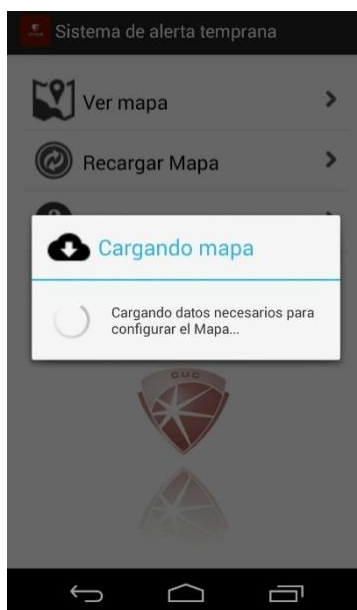 Sistema de alerta temprana
Ver mapa
Recargar Mapa
Cargando mapa
Cargando datos necesarios para
configurar el Mapa...
CUC